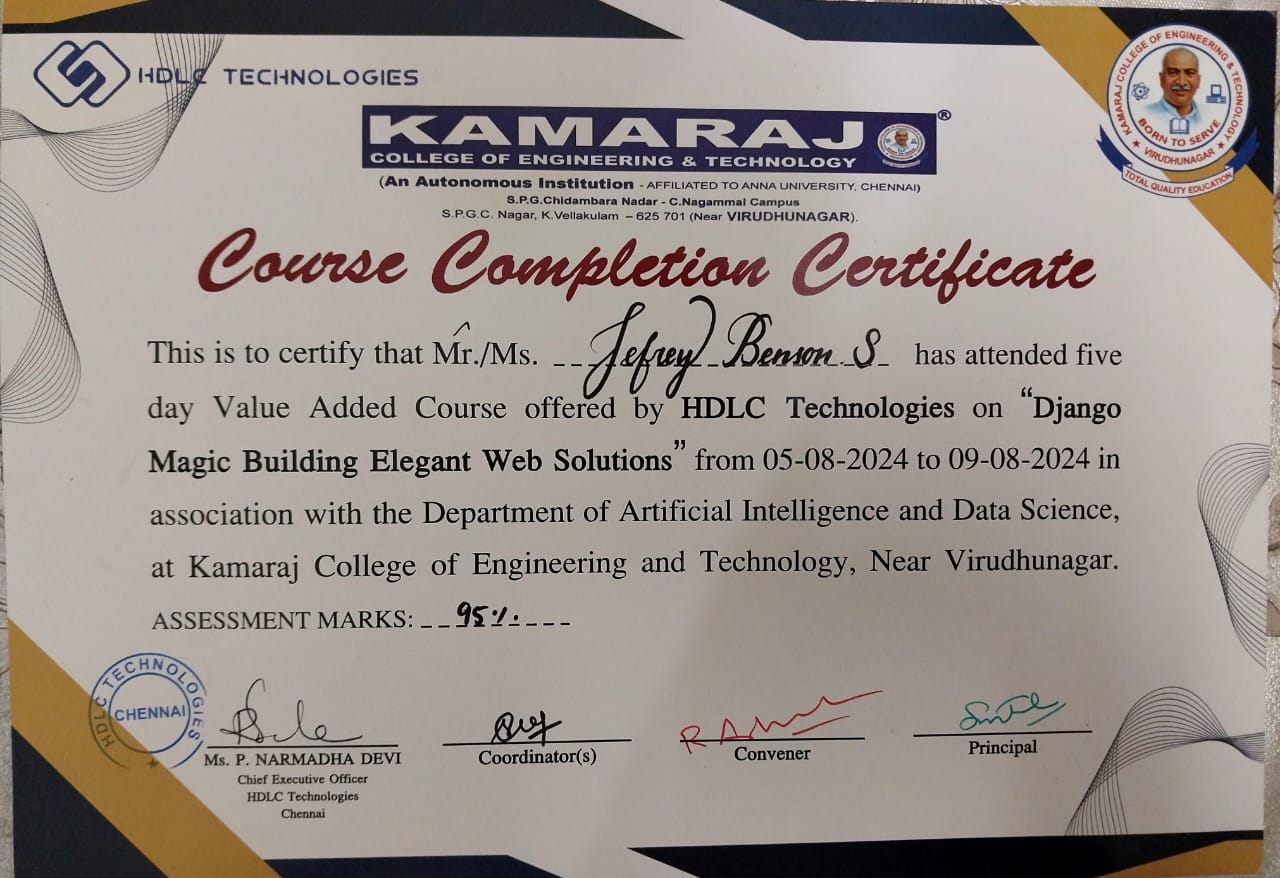 HDLC TECHNOLOGIES
KAMARAJ COLLEGE OF ENGINEERING & TECHNOLOGY
BORN TO SERVE
VIRUDHUNAGAR
TOTAL QUALITY EDUCATION
KAMARAJ ®
COLLEGE OF ENGINEERING & TECHNOLOGY
(An Autonomous Institution - AFFILIATED TO ANNA UNIVERSITY, CHENNAI)
S.P.G.Chidambara Nadar - C.Nagammal Campus
S.P.G.C. Nagar, K.Vellakulam – 625 701 (Near VIRUDHUNAGAR).
Course Completion Certificate
This is to certify that Mr./Ms. Jefrey Benson S has attended five
day Value Added Course offered by HDLC Technologies on “Django
Magic Building Elegant Web Solutions” from 05-08-2024 to 09-08-2024 in
association with the Department of Artificial Intelligence and Data Science,
at Kamaraj College of Engineering and Technology, Near Virudhunagar.
ASSESSMENT MARKS: 95%
HDLC TECHNOLOGIES
CHENNAI
Ms. P. NARMADHA DEVI
Chief Executive Officer
HDLC Technologies
Chennai
Coordinator(s)
Convener
Principal